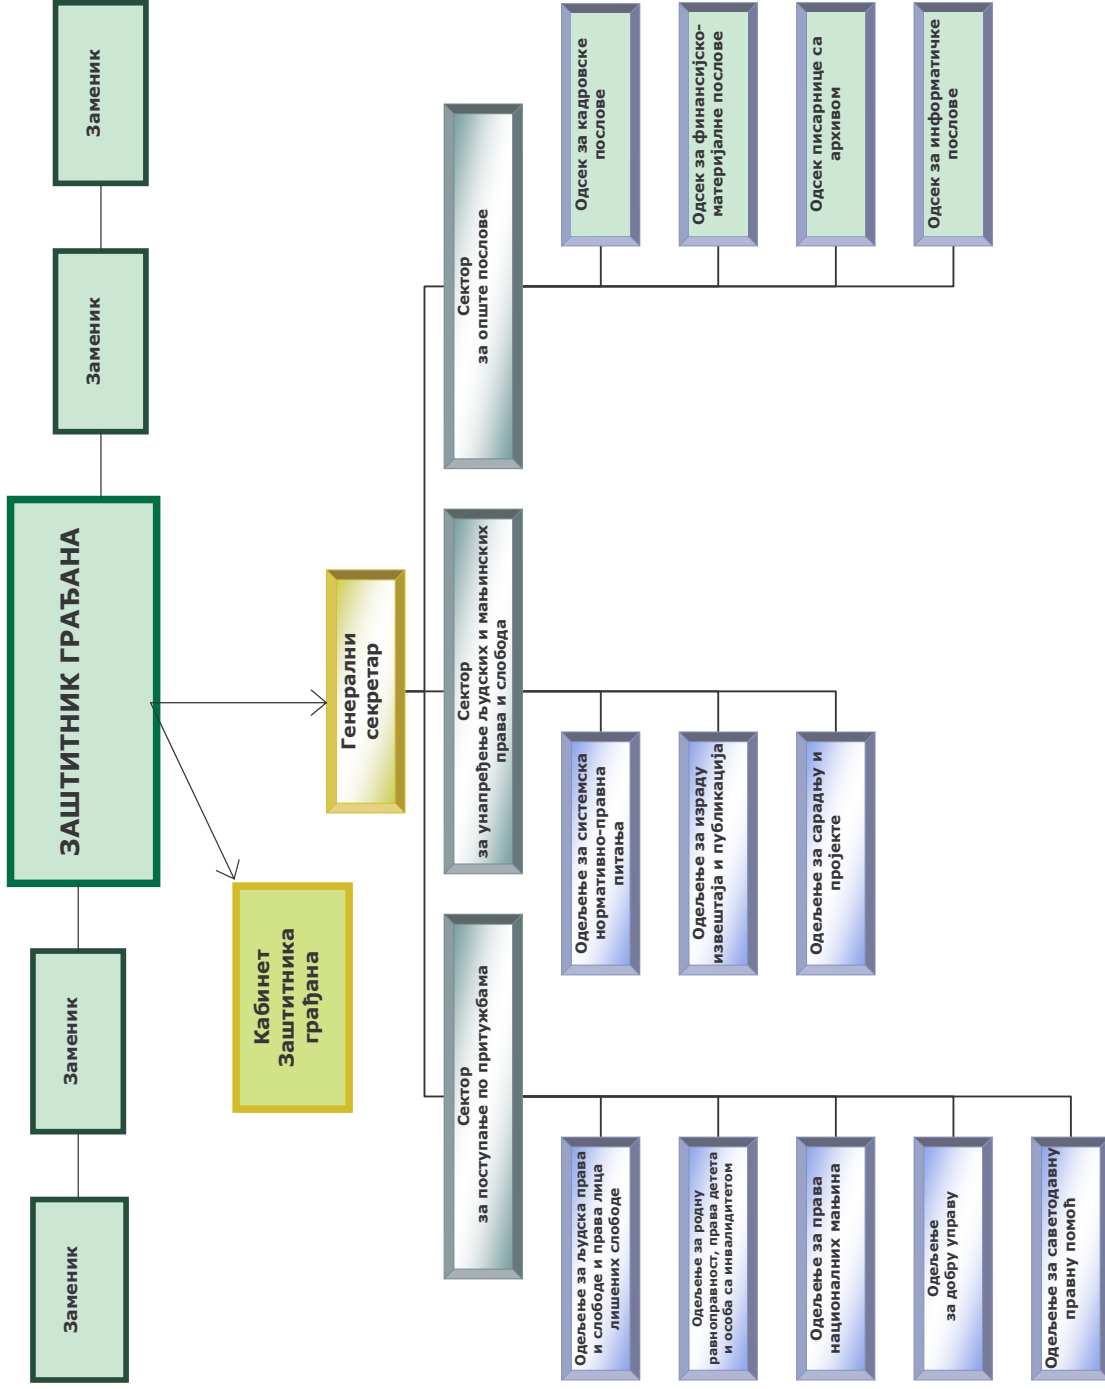 Заменик
Заменик
ЗАШТИТНИК ГРАЂАНА
Заменик
Заменик
Кабинет
Заштитника
грађана
Генерални
секретар
Сектор
за поступање по притужбама
Сектор
за унапређење људских и мањинских
права и слобода
Сектор
за опште послове
Одељење за људска права
и слободе и права лица
лишених слободе
Одељење за родну
равноправност, права детета
и особа са инвалидитетом
Одељење за права
националних мањина
Одељење
за добру управу
Одељење за саветодавну
правну помоћ
Одељење за системска
нормативно-правна
питања
Одељење за израду
извештаја и публикација
Одељење за сарадњу и
пројекте
Одсек за кадровске
послове
Одсек за финансијско-
материјалне послове
Одсек писарнице са
архивом
Одсек за информатичке
послове